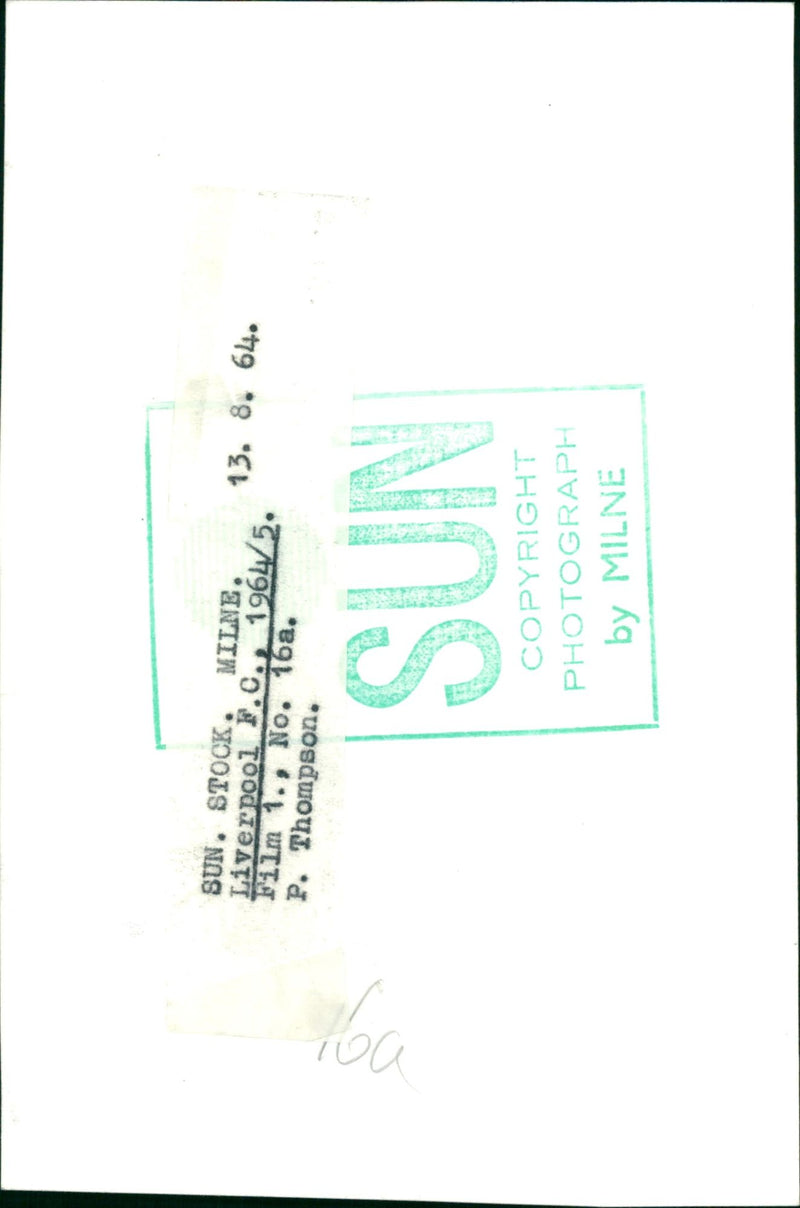 SUN. STOCK. MILNE. 13. 8. 64.
Liverpool F.C., 1964/5.
Film 1., No. 16a.
P. Thompson.
SUN
COPYRIGHT
PHOTOGRAPH
by MILNE
16a